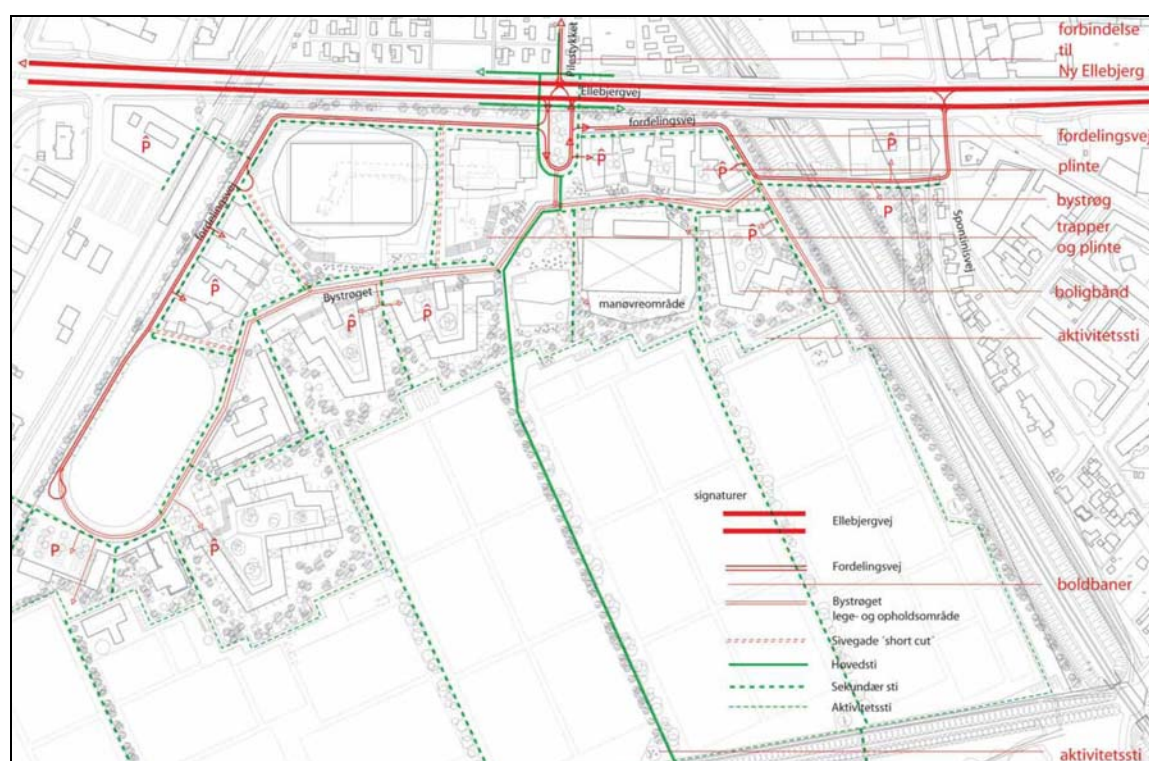 forbindelse
til
Ny Ellebjerg
Pilestykket
Ellebjergvej
fordelingsvej
fordelingsvej
P
P
P
plinte
P
P
bystrøg
fordelingsvej
P
trapper
og plinte
Sponsinisvej
P
Bystrøget
manøvreområde
boligbånd
P
P
aktivitetssti
signaturer
Ellebjergvej
P
P
Fordelingsvej
boldbaner
Bystrøget
lege- og opholdsområde
Sivegade ´short cut´
Hovedsti
Sekundær sti
Aktivitetssti
aktivitetssti